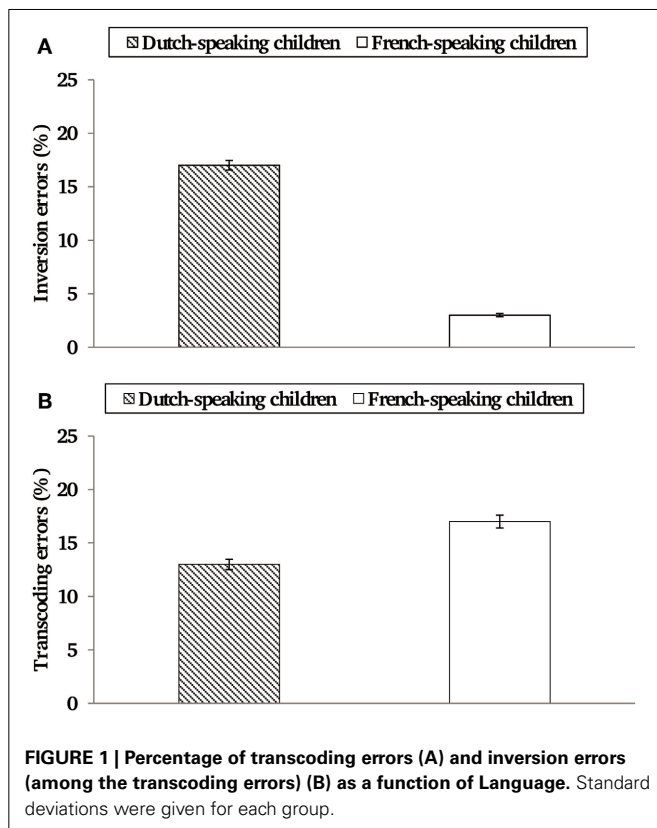 A
Dutch-speaking children French-speaking children
25
20
15
10
5
0
Inversion errors (%)
B
Dutch-speaking children French-speaking children
25
20
15
10
5
0
Transcoding errors (%)
FIGURE 1 | Percentage of transcoding errors (A) and inversion errors
(among the transcoding errors) (B) as a function of Language. Standard
deviations were given for each group.